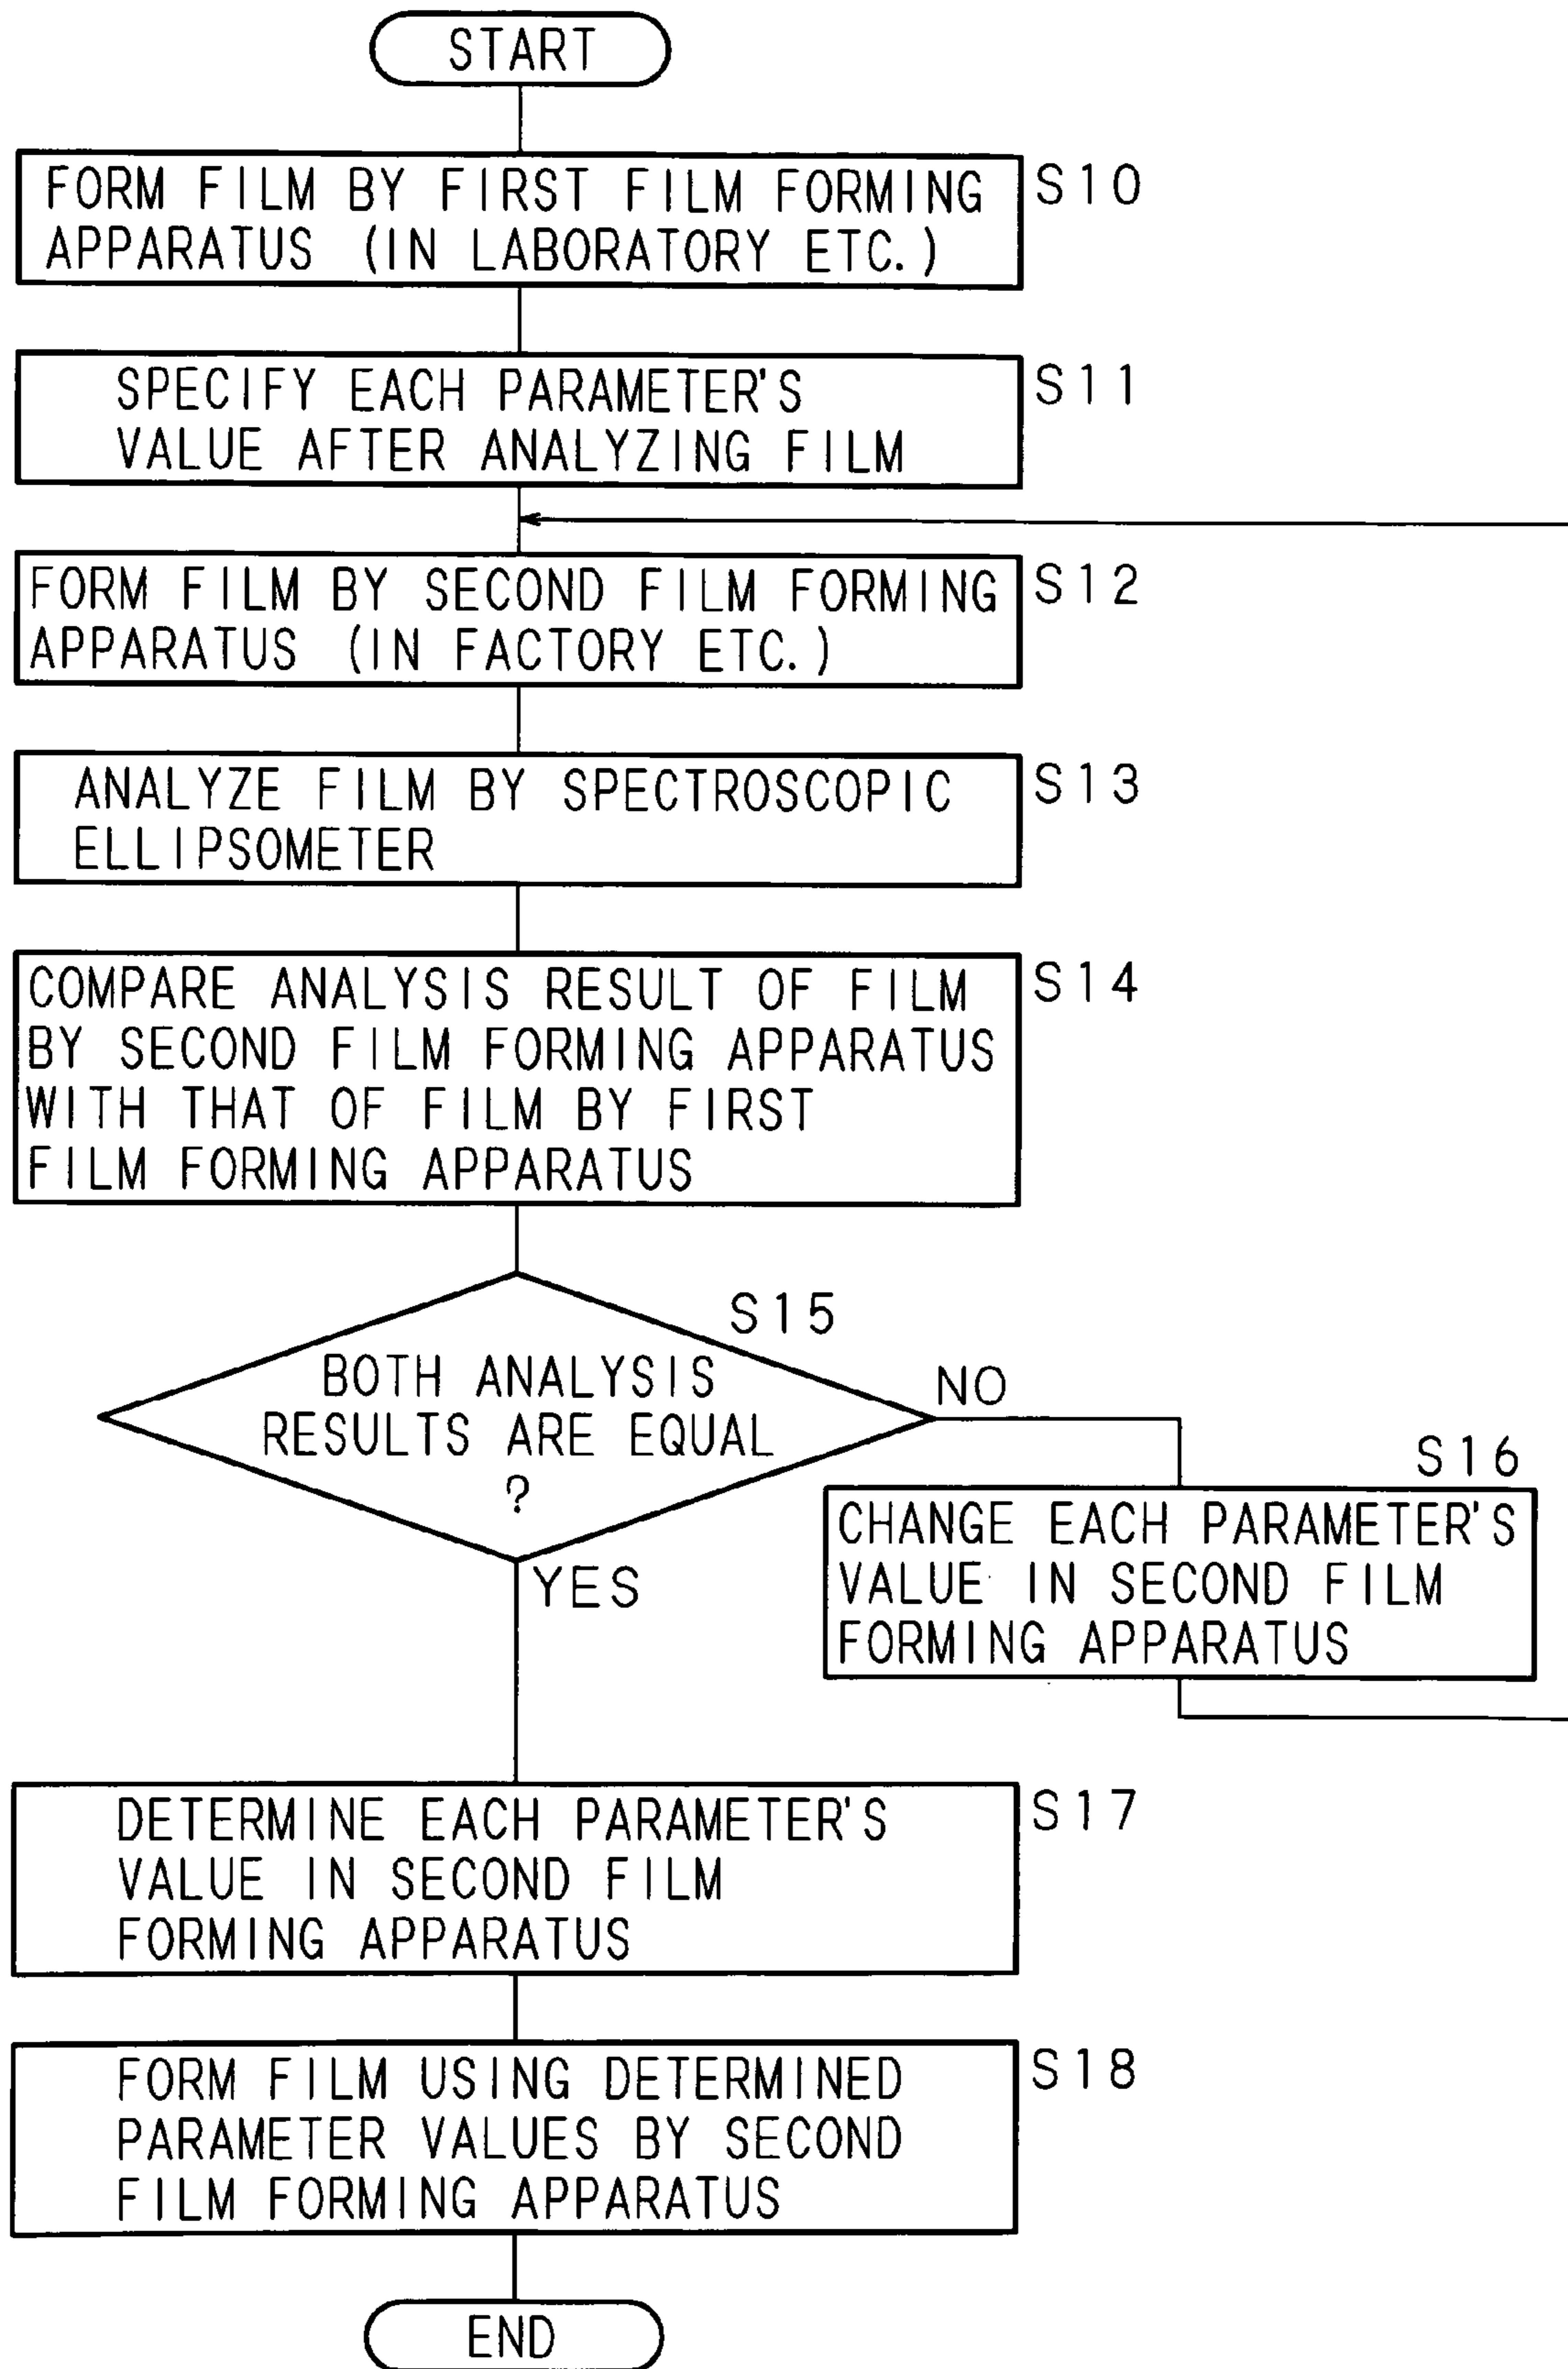 START
FORM FILM BY FIRST FILM FORMING
APPARATUS (IN LABORATORY ETC.)
S10
SPECIFY EACH PARAMETER'S
VALUE AFTER ANALYZING FILM
S11
FORM FILM BY SECOND FILM FORMING
APPARATUS (IN FACTORY ETC.)
S12
ANALYZE FILM BY SPECTROSCOPIC
ELLIPSOMETER
S13
COMPARE ANALYSIS RESULT OF FILM
BY SECOND FILM FORMING APPARATUS
WITH THAT OF FILM BY FIRST
FILM FORMING APPARATUS
S14
S15
BOTH ANALYSIS
RESULTS ARE EQUAL
?
NO
YES
S16
CHANGE EACH PARAMETER'S
VALUE IN SECOND FILM
FORMING APPARATUS
DETERMINE EACH PARAMETER'S
VALUE IN SECOND FILM
FORMING APPARATUS
S17
FORM FILM USING DETERMINED
PARAMETER VALUES BY SECOND
FILM FORMING APPARATUS
S18
END